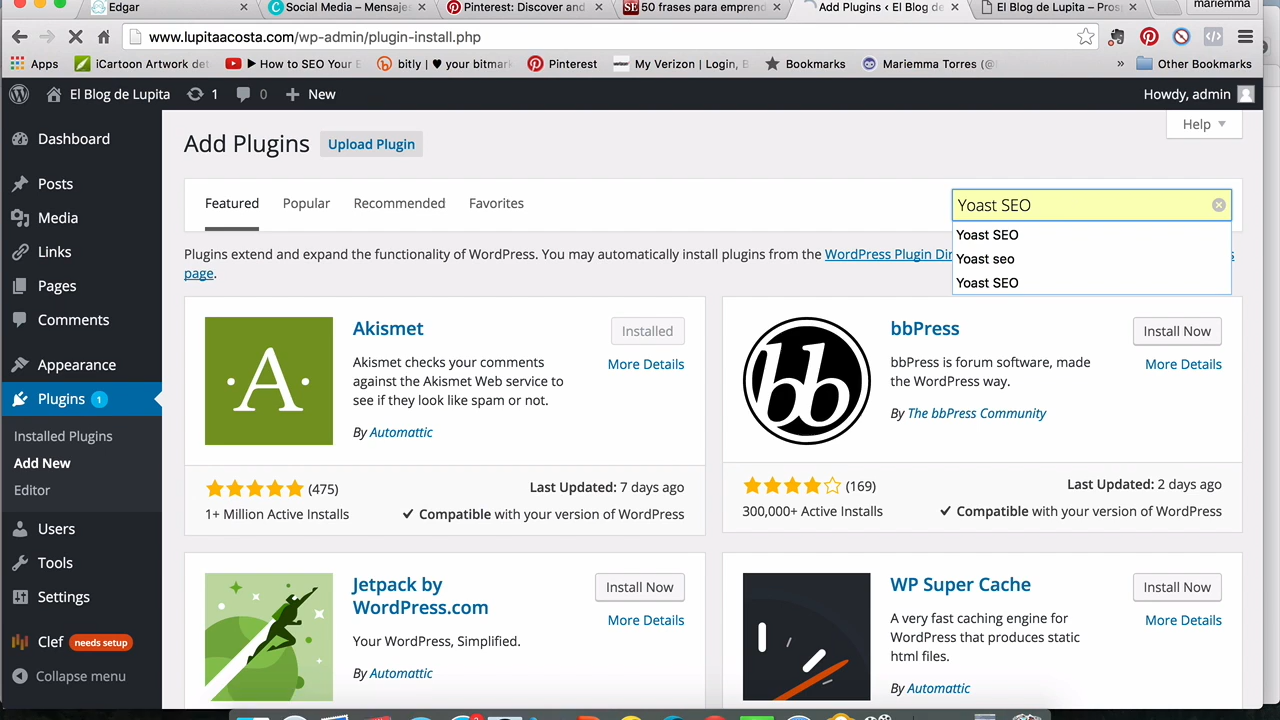 Edgar
Social Media – Mensajes
Pinterest: Discover and
SE 50 frases para emprend
Add Plugins ‹ El Blog de
El Blog de Lupita – Prosp
mariemma
www.lupitaacosta.com/wp-admin/plugin-install.php
Apps
iCartoon Artwork det
▶ How to SEO Your B
bitly | ♥ your bitmark
Pinterest
My Verizon | Login, B
Bookmarks
Mariemma Torres (@
»
Other Bookmarks
El Blog de Lupita
1
0
New
Howdy, admin
Dashboard
Posts
Media
Links
Pages
Comments
Appearance
Plugins 1
Installed Plugins
Add New
Editor
Users
Tools
Settings
Clef needs setup
Collapse menu
Add Plugins
Upload Plugin
Help
Featured
Popular
Recommended
Favorites
Yoast SEO
Yoast SEO
Yoast seo
Yoast SEO
Plugins extend and expand the functionality of WordPress. You may automatically install plugins from the WordPress Plugin Dir
page.
A
Akismet
Installed
More Details
Akismet checks your comments
against the Akismet Web service to
see if they look like spam or not.
By Automattic
(475)
1+ Million Active Installs
Last Updated: 7 days ago
Compatible with your version of WordPress
bb
bbPress
Install Now
More Details
bbPress is forum software, made
the WordPress way.
By The bbPress Community
(169)
300,000+ Active Installs
Last Updated: 2 days ago
Compatible with your version of WordPress
Jetpack by
WordPress.com
Install Now
More Details
Your WordPress, Simplified.
By Automattic
WP Super Cache
Install Now
More Details
A very fast caching engine for
WordPress that produces static
html files.
By Automattic